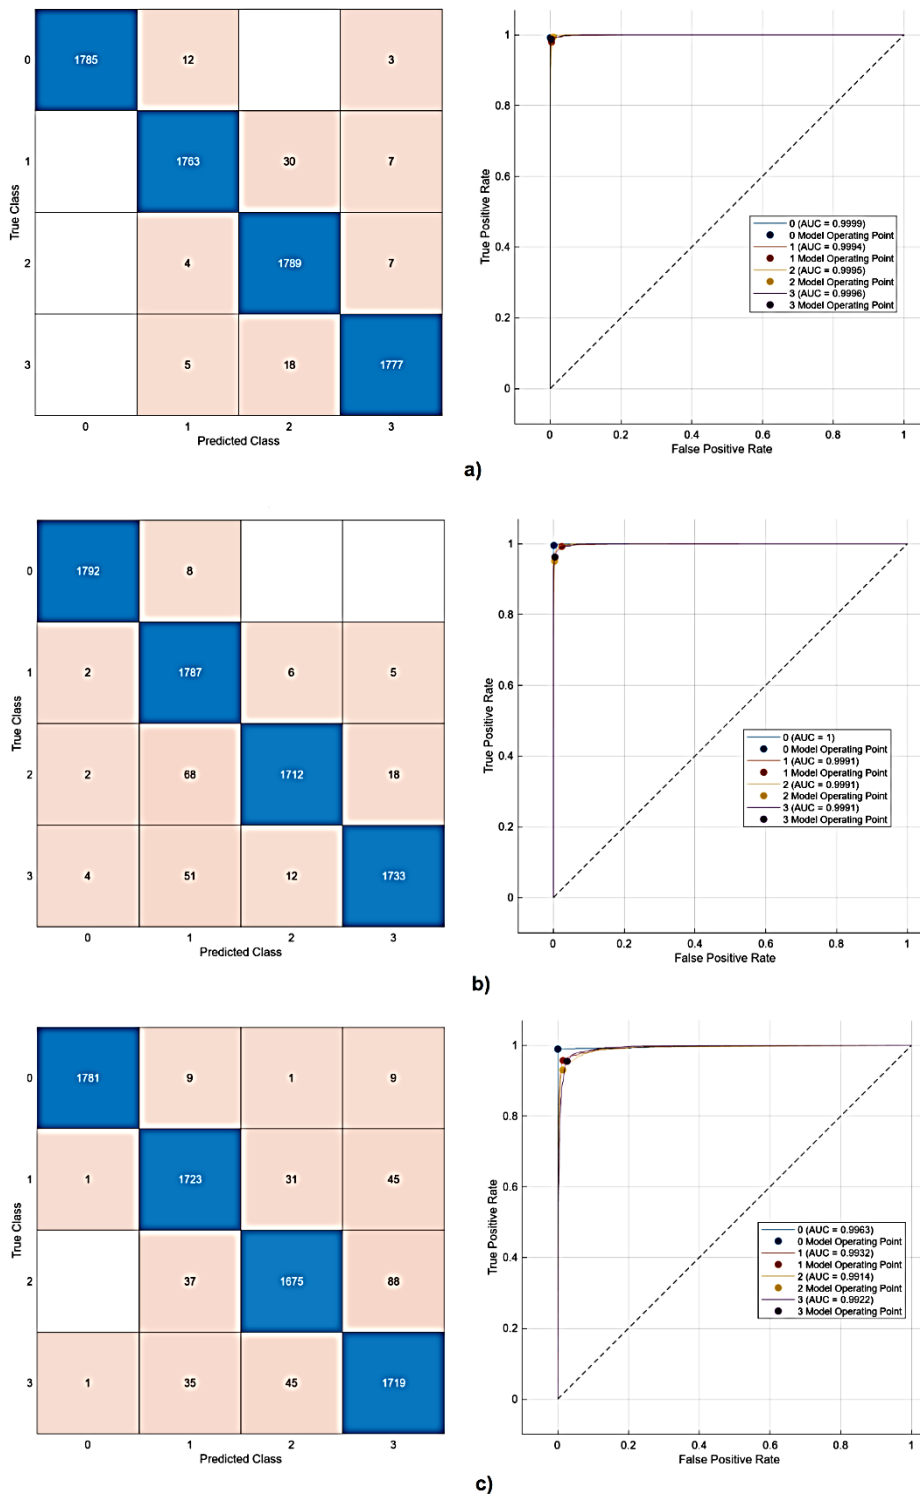 0
1785
12
3
1
1763
30
7
2
4
1789
7
3
5
18
1777
0
1
2
3
True Class
Predicted Class
1
0.8
0.6
0.4
0.2
0
0
0.2
0.4
0.6
0.8
1
True Positive Rate
False Positive Rate
0 (AUC = 0.9999)
0 Model Operating Point
1 (AUC = 0.9994)
1 Model Operating Point
2 (AUC = 0.9995)
2 Model Operating Point
3 (AUC = 0.9996)
3 Model Operating Point
a)
0
1792
8
1
2
1787
6
5
2
2
68
1712
18
3
4
51
12
1733
0
1
2
3
True Class
Predicted Class
1
0.8
0.6
0.4
0.2
0
0
0.2
0.4
0.6
0.8
1
True Positive Rate
False Positive Rate
0 (AUC = 1)
0 Model Operating Point
1 (AUC = 0.9991)
1 Model Operating Point
2 (AUC = 0.9991)
2 Model Operating Point
3 (AUC = 0.9991)
3 Model Operating Point
b)
0
1781
9
1
9
1
1
1723
31
45
2
37
1675
88
3
1
35
45
1719
0
1
2
3
True Class
Predicted Class
1
0.8
0.6
0.4
0.2
0
0
0.2
0.4
0.6
0.8
1
True Positive Rate
False Positive Rate
0 (AUC = 0.9963)
0 Model Operating Point
1 (AUC = 0.9932)
1 Model Operating Point
2 (AUC = 0.9914)
2 Model Operating Point
3 (AUC = 0.9922)
3 Model Operating Point
c)